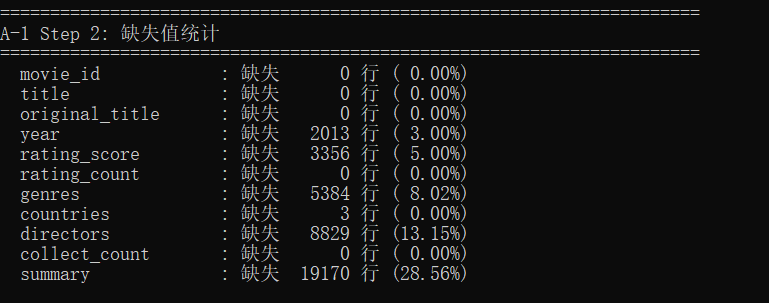 ======================================================================
A-1 Step 2: 缺失值统计
======================================================================
  movie_id            : 缺失      0 行 ( 0.00%)
  title               : 缺失      0 行 ( 0.00%)
  original_title      : 缺失      0 行 ( 0.00%)
  year                : 缺失   2013 行 ( 3.00%)
  rating_score        : 缺失   3356 行 ( 5.00%)
  rating_count        : 缺失      0 行 ( 0.00%)
  genres              : 缺失   5384 行 ( 8.02%)
  countries           : 缺失      3 行 ( 0.00%)
  directors           : 缺失   8829 行 (13.15%)
  collect_count       : 缺失      0 行 ( 0.00%)
  summary             : 缺失  19170 行 (28.56%)